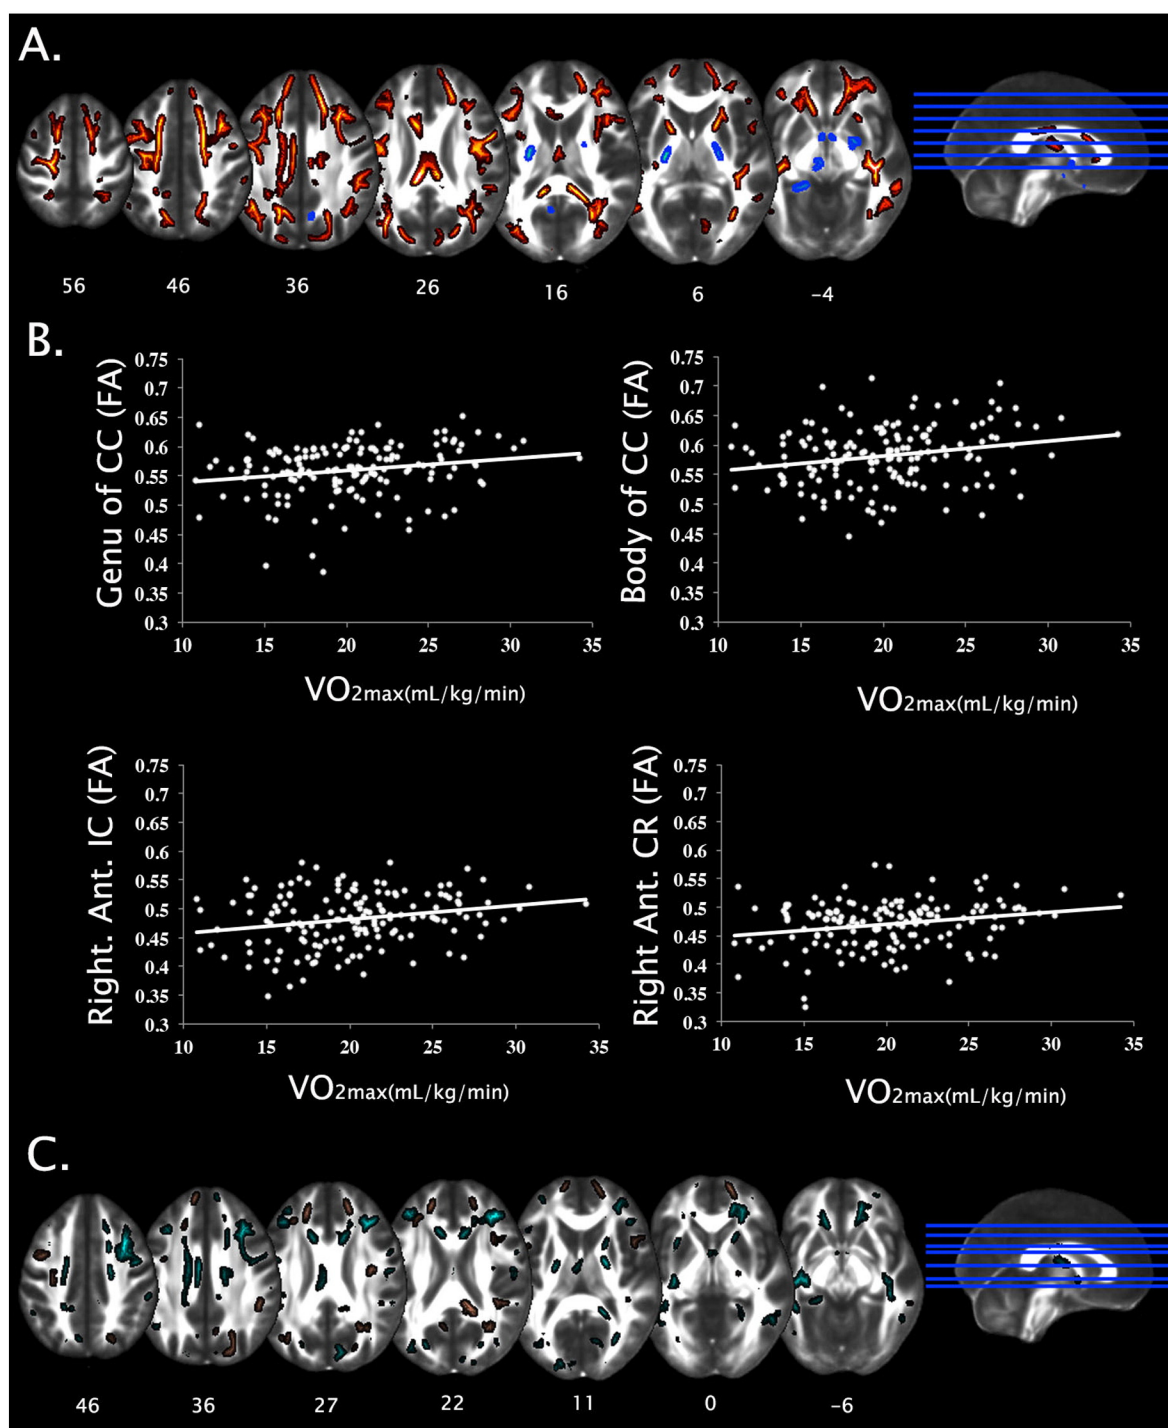 A.
56 46 36 26 16 6 -4
B.
Genu of CC (FA)
0.75
0.7
0.65
0.6
0.55
0.5
0.45
0.4
0.35
0.3
10 15 20 25 30 35
VO2max(mL/kg/min)
Body of CC (FA)
0.75
0.7
0.65
0.6
0.55
0.5
0.45
0.4
0.35
0.3
10 15 20 25 30 35
VO2max(mL/kg/min)
Right. Ant. IC (FA)
0.75
0.7
0.65
0.6
0.55
0.5
0.45
0.4
0.35
0.3
10 15 20 25 30 35
VO2max(mL/kg/min)
Right Ant. CR (FA)
0.75
0.7
0.65
0.6
0.55
0.5
0.45
0.4
0.35
0.3
10 15 20 25 30 35
VO2max(mL/kg/min)
C.
46 36 27 22 11 0 -6